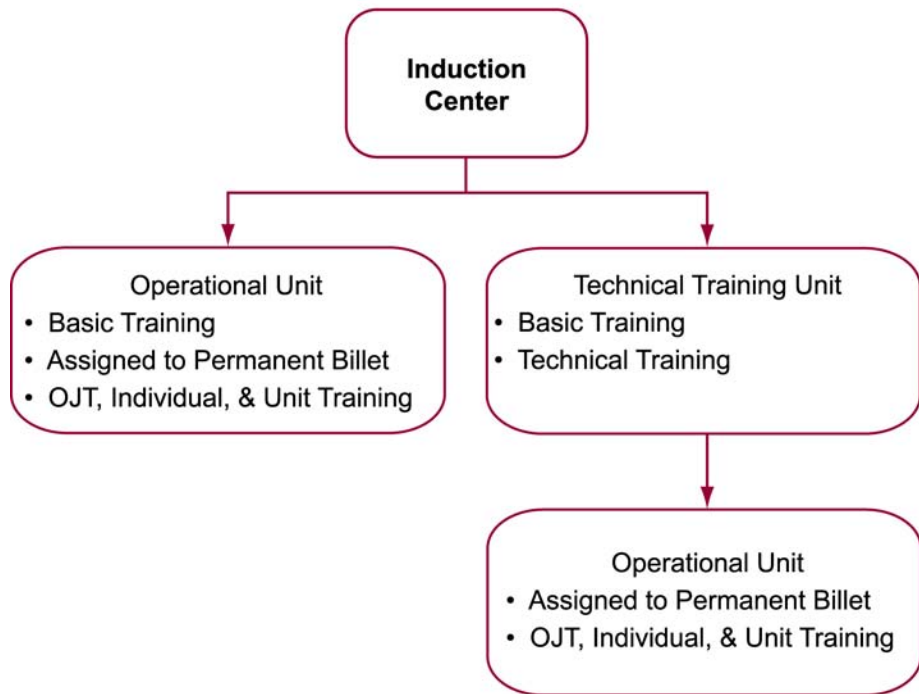 Induction
Center
Operational Unit
• Basic Training
• Assigned to Permanent Billet
• OJT, Individual, & Unit Training
Technical Training Unit
• Basic Training
• Technical Training
Operational Unit
• Assigned to Permanent Billet
• OJT, Individual, & Unit Training